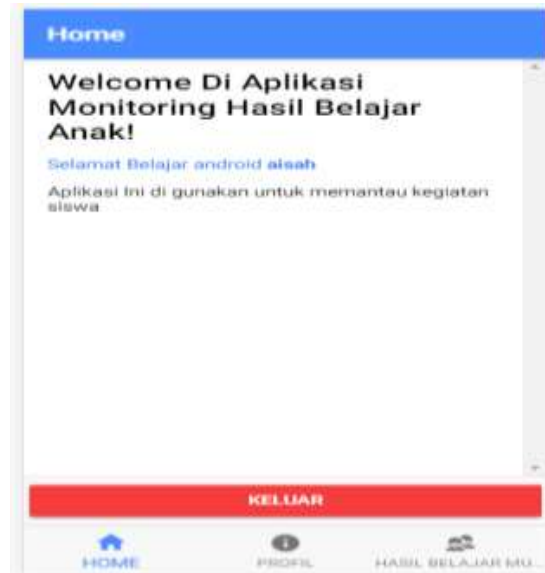 Home
Welcome Di Aplikasi
Monitoring Hasil Belajar
Anak!
Selamat Belajar android aisah
Aplikasi Ini di gunakan untuk memantau kegiatan
siswa
KELUAR
HOME PROFIL HASIL BELAJAR MU...